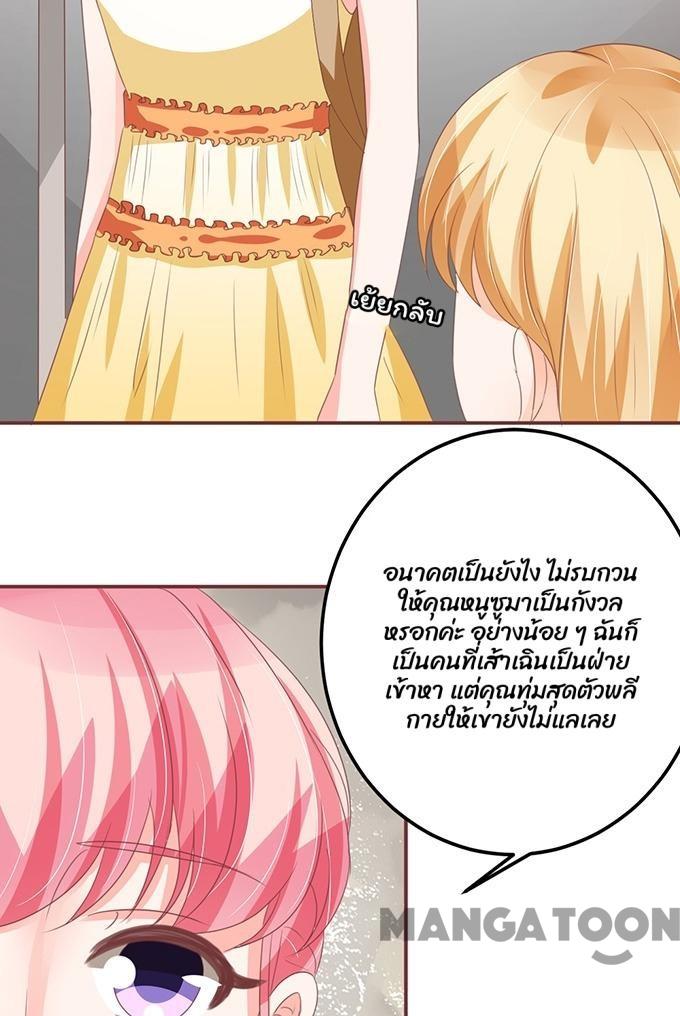 เย้ยกลับ
อนาคตเป็นยังไง ไม่รบกวน
ให้คุณหนูซูมาเป็นกังวล
หรอกค่ะ อย่างน้อย ๆ ฉันก็
เป็นคนที่เส้าเฉินเป็นฝ่าย
เข้าหา แต่คุณทุ่มสุดตัวพลี
กายให้เขายังไม่แลเลย
MANGATOON